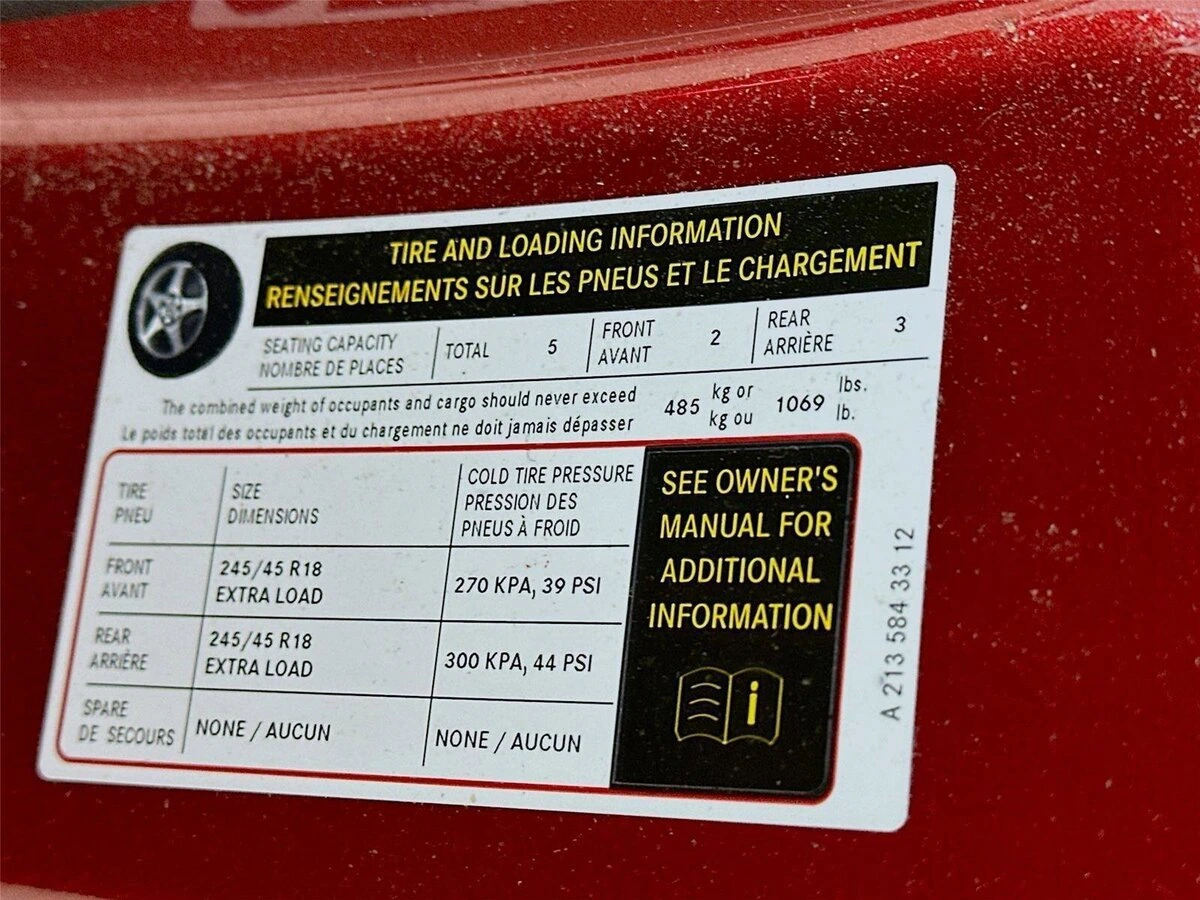 TIRE AND LOADING INFORMATION
RENSEIGNEMENTS SUR LES PNEUS ET LE CHARGEMENT
SEATING CAPACITY
NOMBRE DE PLACES
TOTAL 5
FRONT
AVANT
2
REAR
ARRIÈRE
3
The combined weight of occupants and cargo should never exceed
Le poids total des occupants et du chargement ne doit jamais dépasser
485 kg or
kg ou
1069 lbs.
lb.
TIRE
PNEU
SIZE
DIMENSIONS
COLD TIRE PRESSURE
PRESSION DES
PNEUS À FROID
FRONT
AVANT
245/45 R18
EXTRA LOAD
270 KPA, 39 PSI
REAR
ARRIÈRE
245/45 R18
EXTRA LOAD
300 KPA, 44 PSI
SPARE
DE SECOURS
NONE / AUCUN
NONE / AUCUN
SEE OWNER'S
MANUAL FOR
ADDITIONAL
INFORMATION
i
A 213 584 33 12